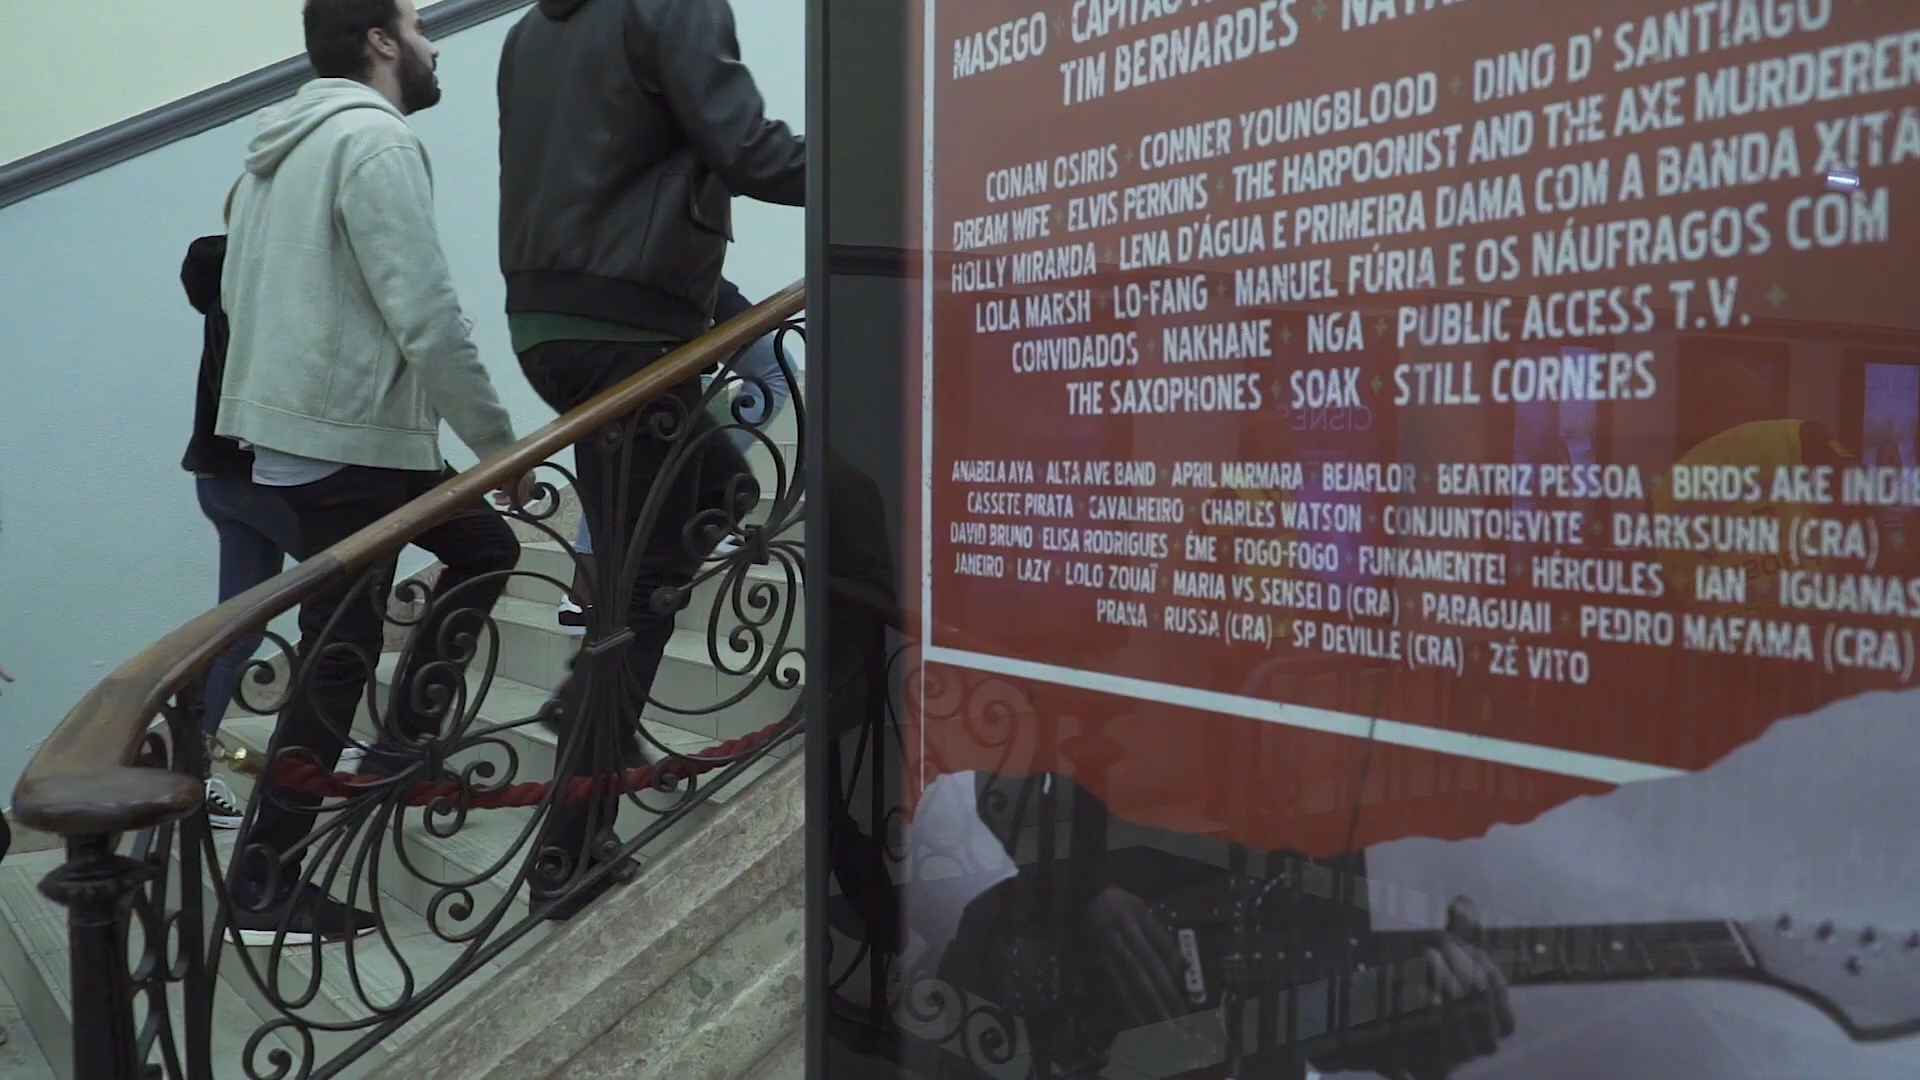 MASEGO + CAPITÃO
TIM BERNARDES +
CONAN OSIRIS + CONNER YOUNGBLOOD + DINO D' SANTIAGO
DREAM WIFE + ELVIS PERKINS + THE HARPOONIST AND THE AXE MURDERER
HOLLY MIRANDA + LENA D'ÁGUA E PRIMEIRA DAMA COM A BANDA XITA
LOLA MARSH + LO-FANG + MANUEL FÚRIA E OS NÁUFRAGOS COM
CONVIDADOS + NAKHANE + NGA + PUBLIC ACCESS T.V. +
THE SAXOPHONES + SOAK + STILL CORNERS
ANABELA AYA + ALTA AVE BAND + APRIL MARMARA + BEJAFLOR + BEATRIZ PESSOA + BIRDS ARE INDIE
CASSETE PIRATA + CAVALHEIRO + CHARLES WATSON + CONJUNTO!EVITE + DARKSUNN (CRA) +
DAVID BRUNO + ELISA RODRIGUES + ÉME + FOGO-FOGO + FUNKAMENTE! + HÉRCULES + IAN + IGUANAS
JANEIRO + LAZY + LOLO ZOUAÏ + MARIA VS SENSEI D (CRA) + PARAGUAII + PEDRO MAFAMA (CRA)
PRANA + RUSSA (CRA) + SP DEVILLE (CRA) + ZÉ VITO